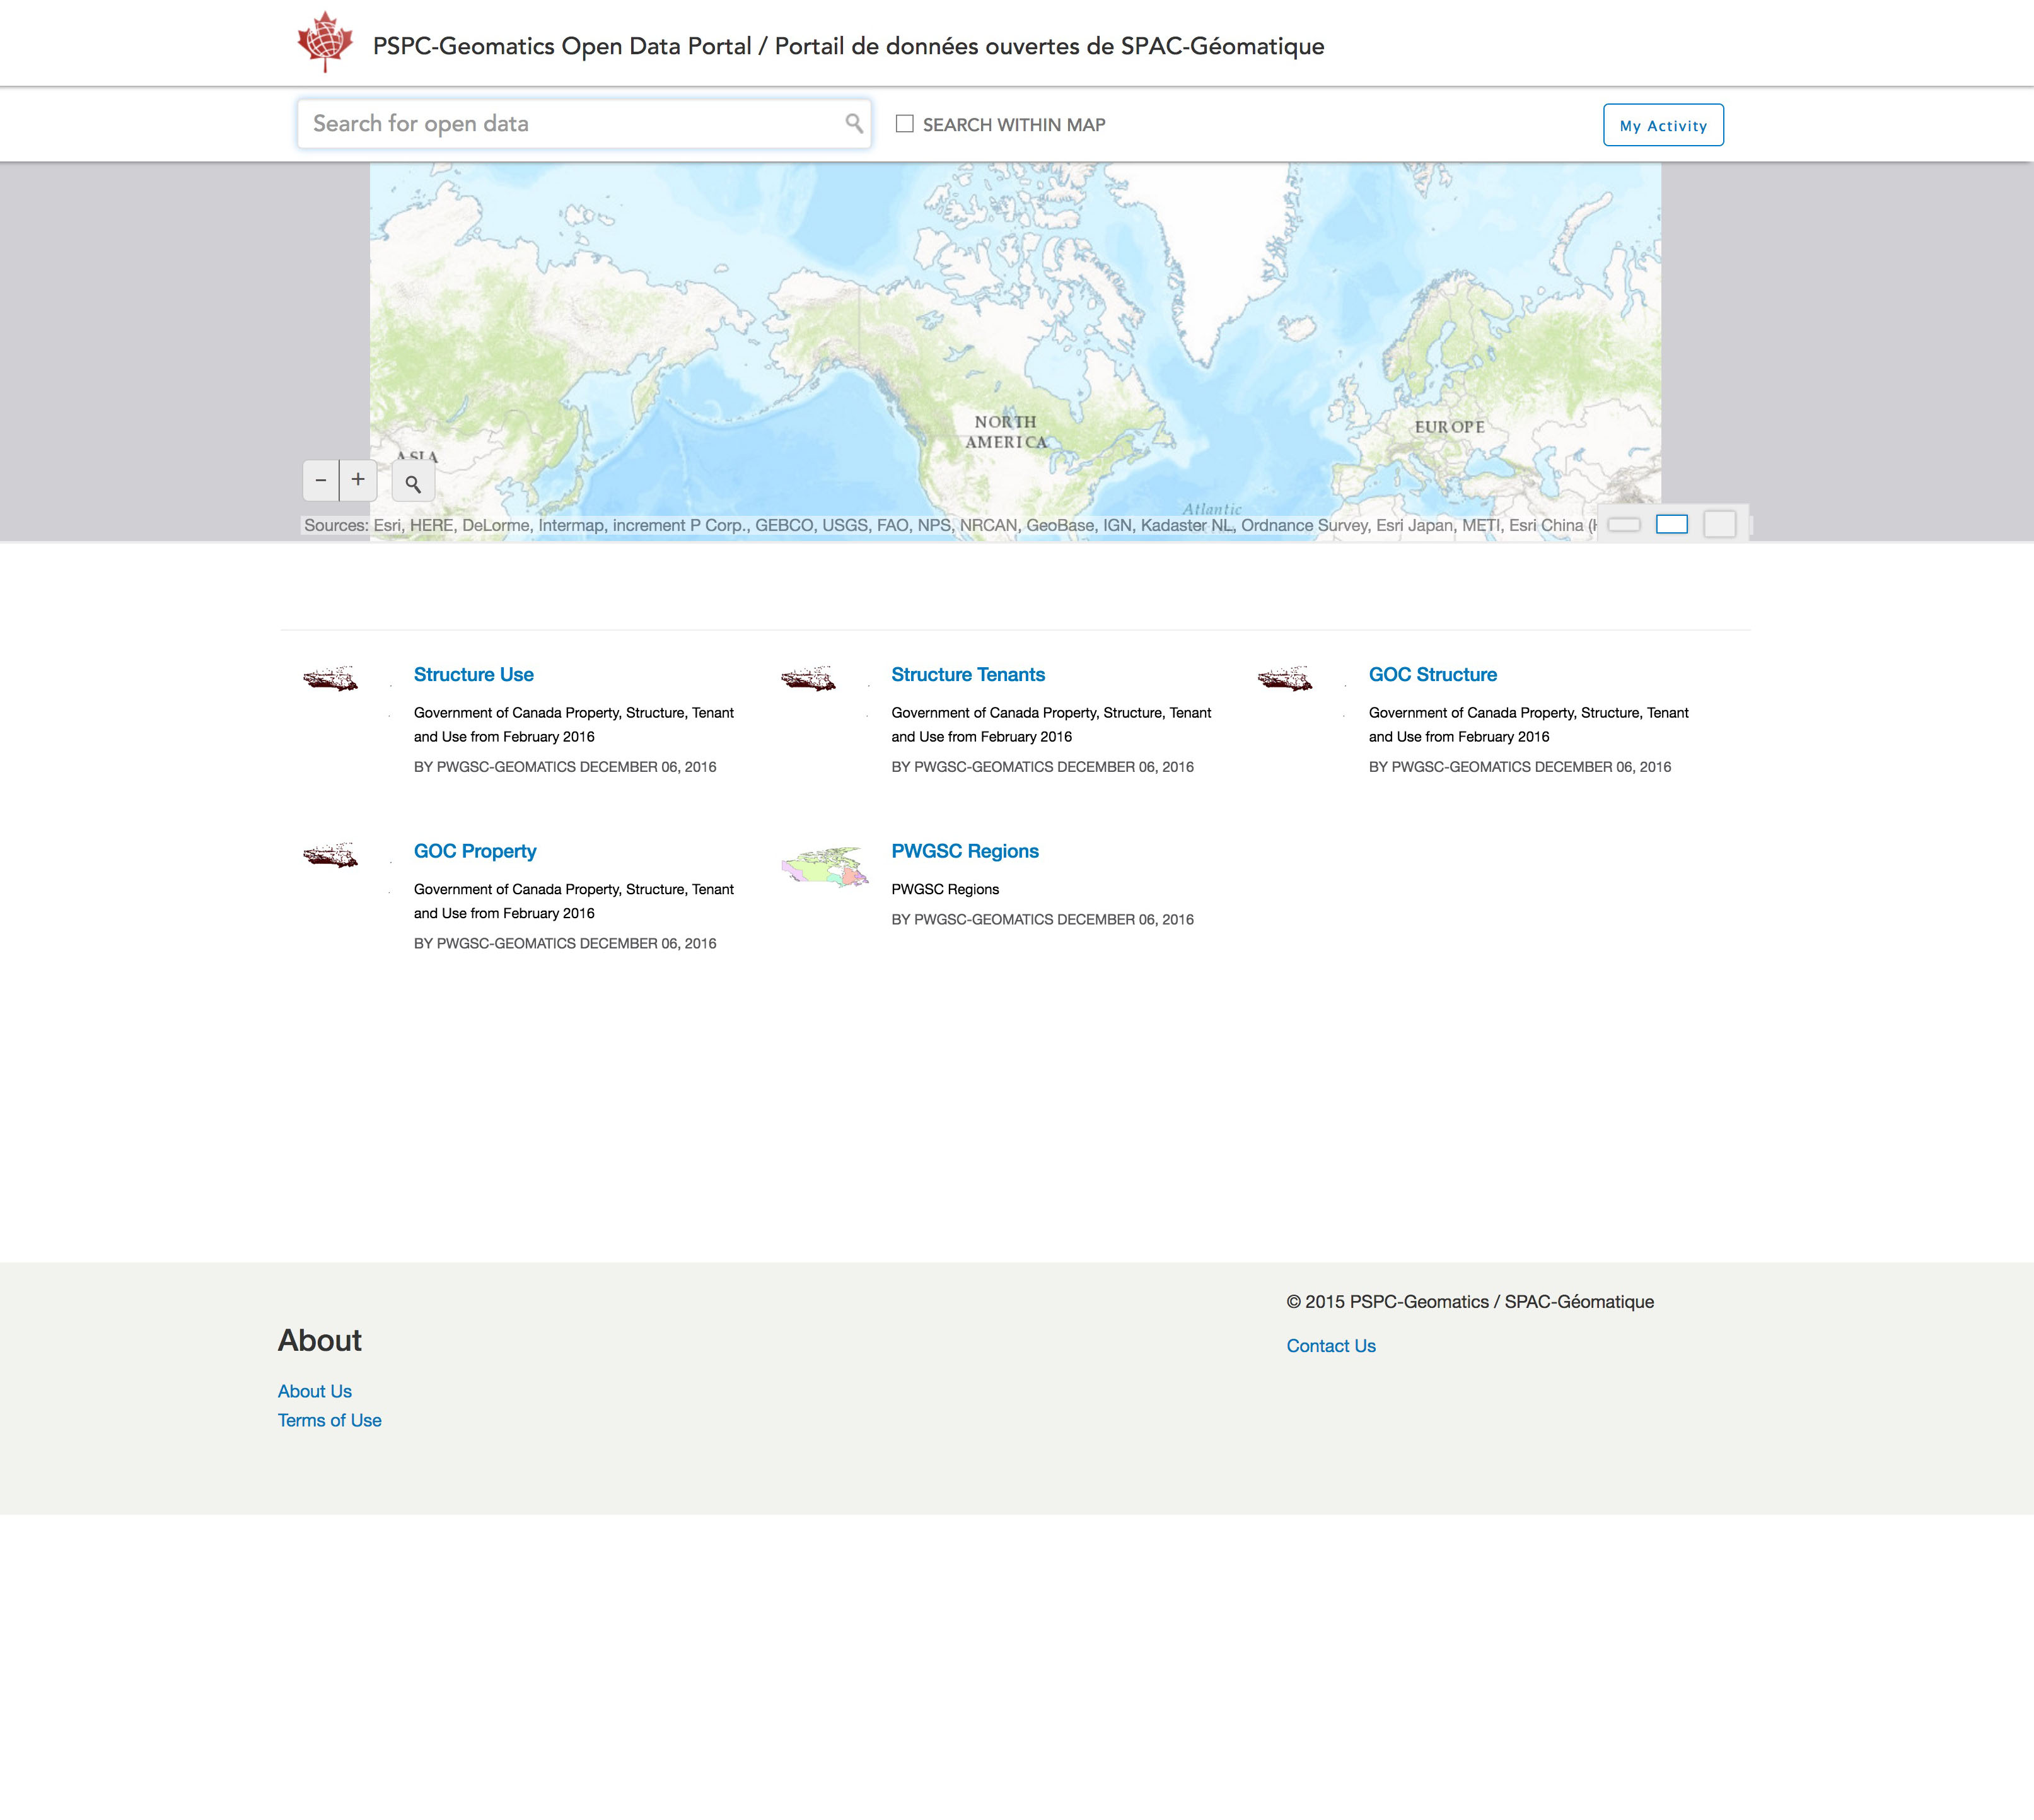 PSPC-Geomatics Open Data Portal / Portail de données ouvertes de SPAC-Géomatique
Search for open data
SEARCH WITHIN MAP
My Activity
NORTH
AMERICA
EUROPE
ASIA
Atlantic
Sources: Esri, HERE, DeLorme, Intermap, increment P Corp., GEBCO, USGS, FAO, NPS, NRCAN, GeoBase, IGN, Kadaster NL, Ordnance Survey, Esri Japan, METI, Esri China (
Structure Use
Government of Canada Property, Structure, Tenant
and Use from February 2016
BY PWGSC-GEOMATICS DECEMBER 06, 2016
Structure Tenants
Government of Canada Property, Structure, Tenant
and Use from February 2016
BY PWGSC-GEOMATICS DECEMBER 06, 2016
GOC Structure
Government of Canada Property, Structure, Tenant
and Use from February 2016
BY PWGSC-GEOMATICS DECEMBER 06, 2016
GOC Property
Government of Canada Property, Structure, Tenant
and Use from February 2016
BY PWGSC-GEOMATICS DECEMBER 06, 2016
PWGSC Regions
PWGSC Regions
BY PWGSC-GEOMATICS DECEMBER 06, 2016
© 2015 PSPC-Geomatics / SPAC-Géomatique
Contact Us
About
About Us
Terms of Use